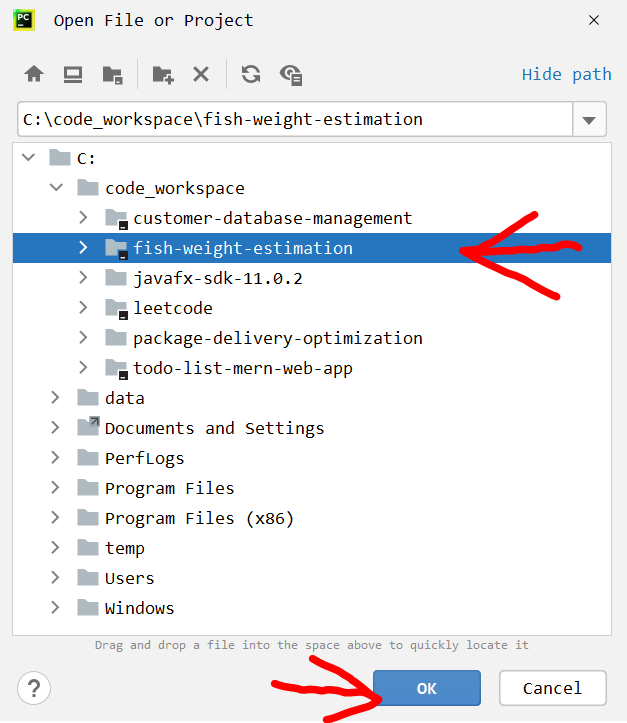 PC Open File or Project
Hide path
C:\code_workspace\fish-weight-estimation
C:
code_workspace
customer-database-management
fish-weight-estimation
javafx-sdk-11.0.2
leetcode
package-delivery-optimization
todo-list-mern-web-app
data
Documents and Settings
PerfLogs
Program Files
Program Files (x86)
temp
Users
Windows
Drag and drop a file into the space above to quickly locate it
? OK Cancel